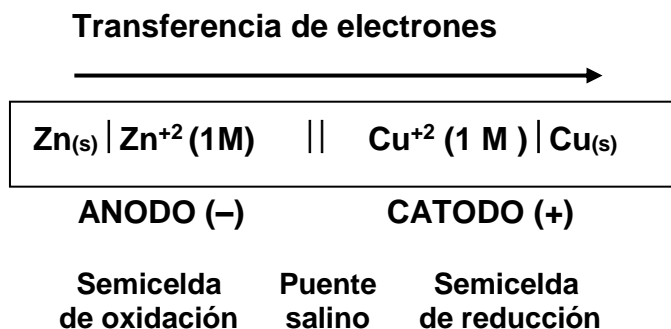 Transferencia de electrones
Zn(s) | Zn⁺² (1M) || Cu⁺² (1 M ) | Cu(s)
ANODO (–) CATODO (+)
Semicelda Puente Semicelda
de oxidación salino de reducción